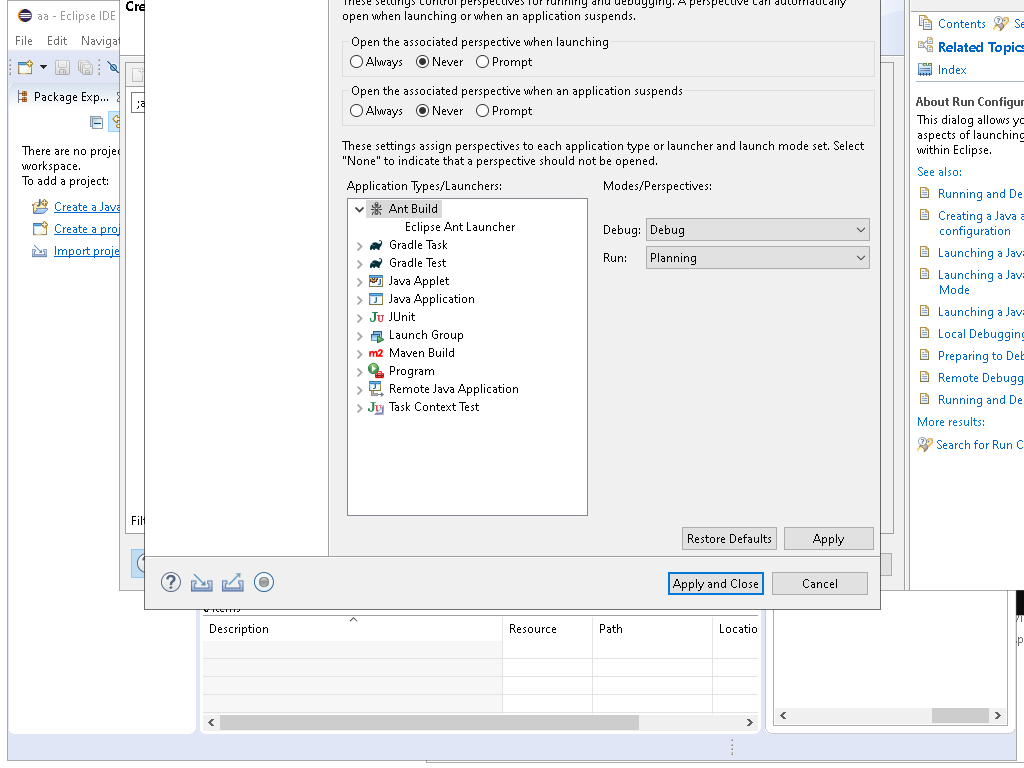 aa - Eclipse IDE
File Edit Navigat
Package Exp...
There are no proje
workspace.
To add a project:
Create a Java
Create a proj
Import proje
Cre
;a
Filt
These settings control perspectives for running and debugging. A perspective can automatically
open when launching or when an application suspends.
Open the associated perspective when launching
Always Never Prompt
Open the associated perspective when an application suspends
Always Never Prompt
These settings assign perspectives to each application type or launcher and launch mode set. Select
"None" to indicate that a perspective should not be opened.
Application Types/Launchers:
Ant Build
Eclipse Ant Launcher
Gradle Task
Gradle Test
Java Applet
Java Application
JUnit
Launch Group
Maven Build
Program
Remote Java Application
Task Context Test
Modes/Perspectives:
Debug: Debug
Run: Planning
Restore Defaults Apply
Apply and Close Cancel
Contents Se
Related Topics
Index
About Run Configur
This dialog allows yo
aspects of launching
within Eclipse.
See also:
Running and De
Creating a Java a
configuration
Launching a Java
Launching a Java
Mode
Launching a Java
Local Debugging
Preparing to Deb
Remote Debugg
Running and De
More results:
Search for Run C
Description Resource Path Locatio